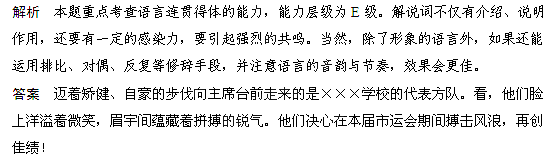 解析 本题重点考查语言连贯得体的能力，能力层级为 E 级。解说词不仅有介绍、说明
作用，还要有一定的感染力，要引起强烈的共鸣。当然，除了形象的语言外，如果还能
运用排比、对偶、反复等修辞手段，并注意语言的音韵与节奏，效果会更佳。
答案 迈着矫健、自豪的步伐向主席台前走来的是×××学校的代表方队。看，他们脸
上洋溢着微笑，眉宇间蕴藏着拼搏的锐气。他们决心在本届市运会期间搏击风浪，再创
佳绩！